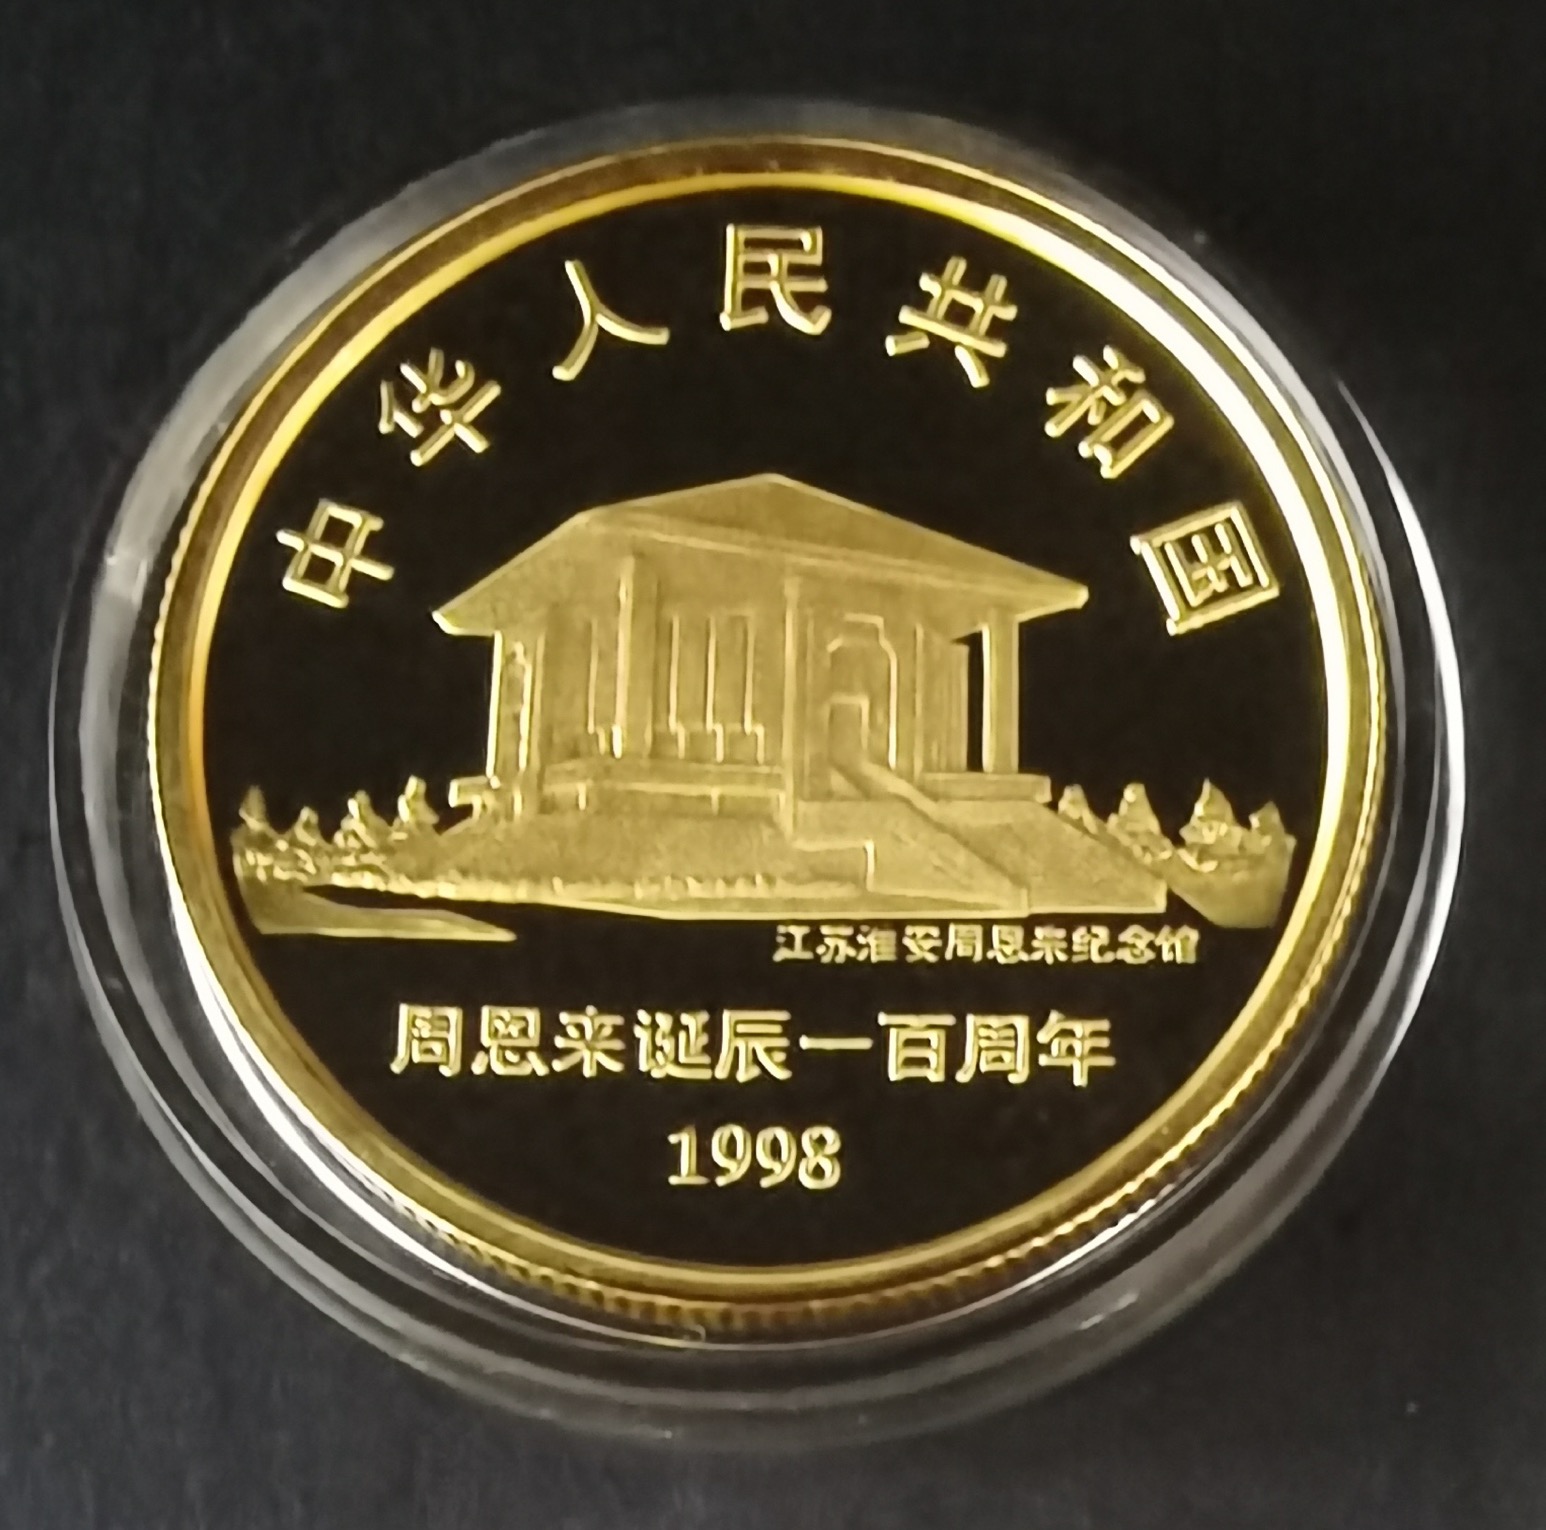 中华人民共和国
江苏淮安周恩来纪念馆
周恩来诞辰一百周年
1998